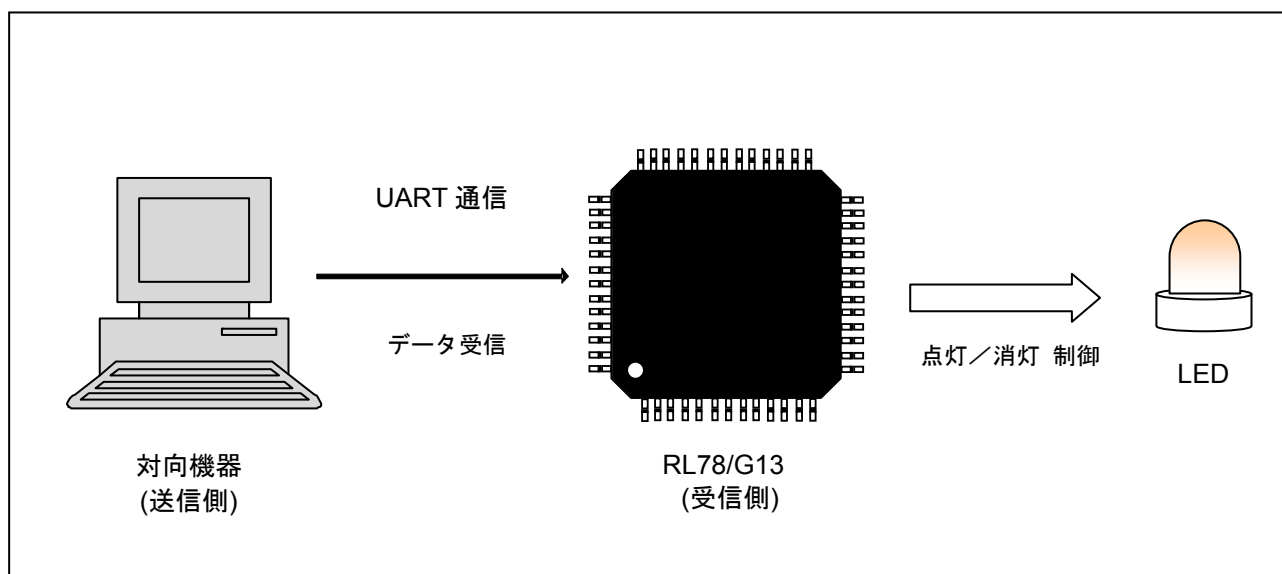 UART 通信
データ受信
点灯/消灯 制御
LED
対向機器
(送信側)
RL78/G13
(受信側)